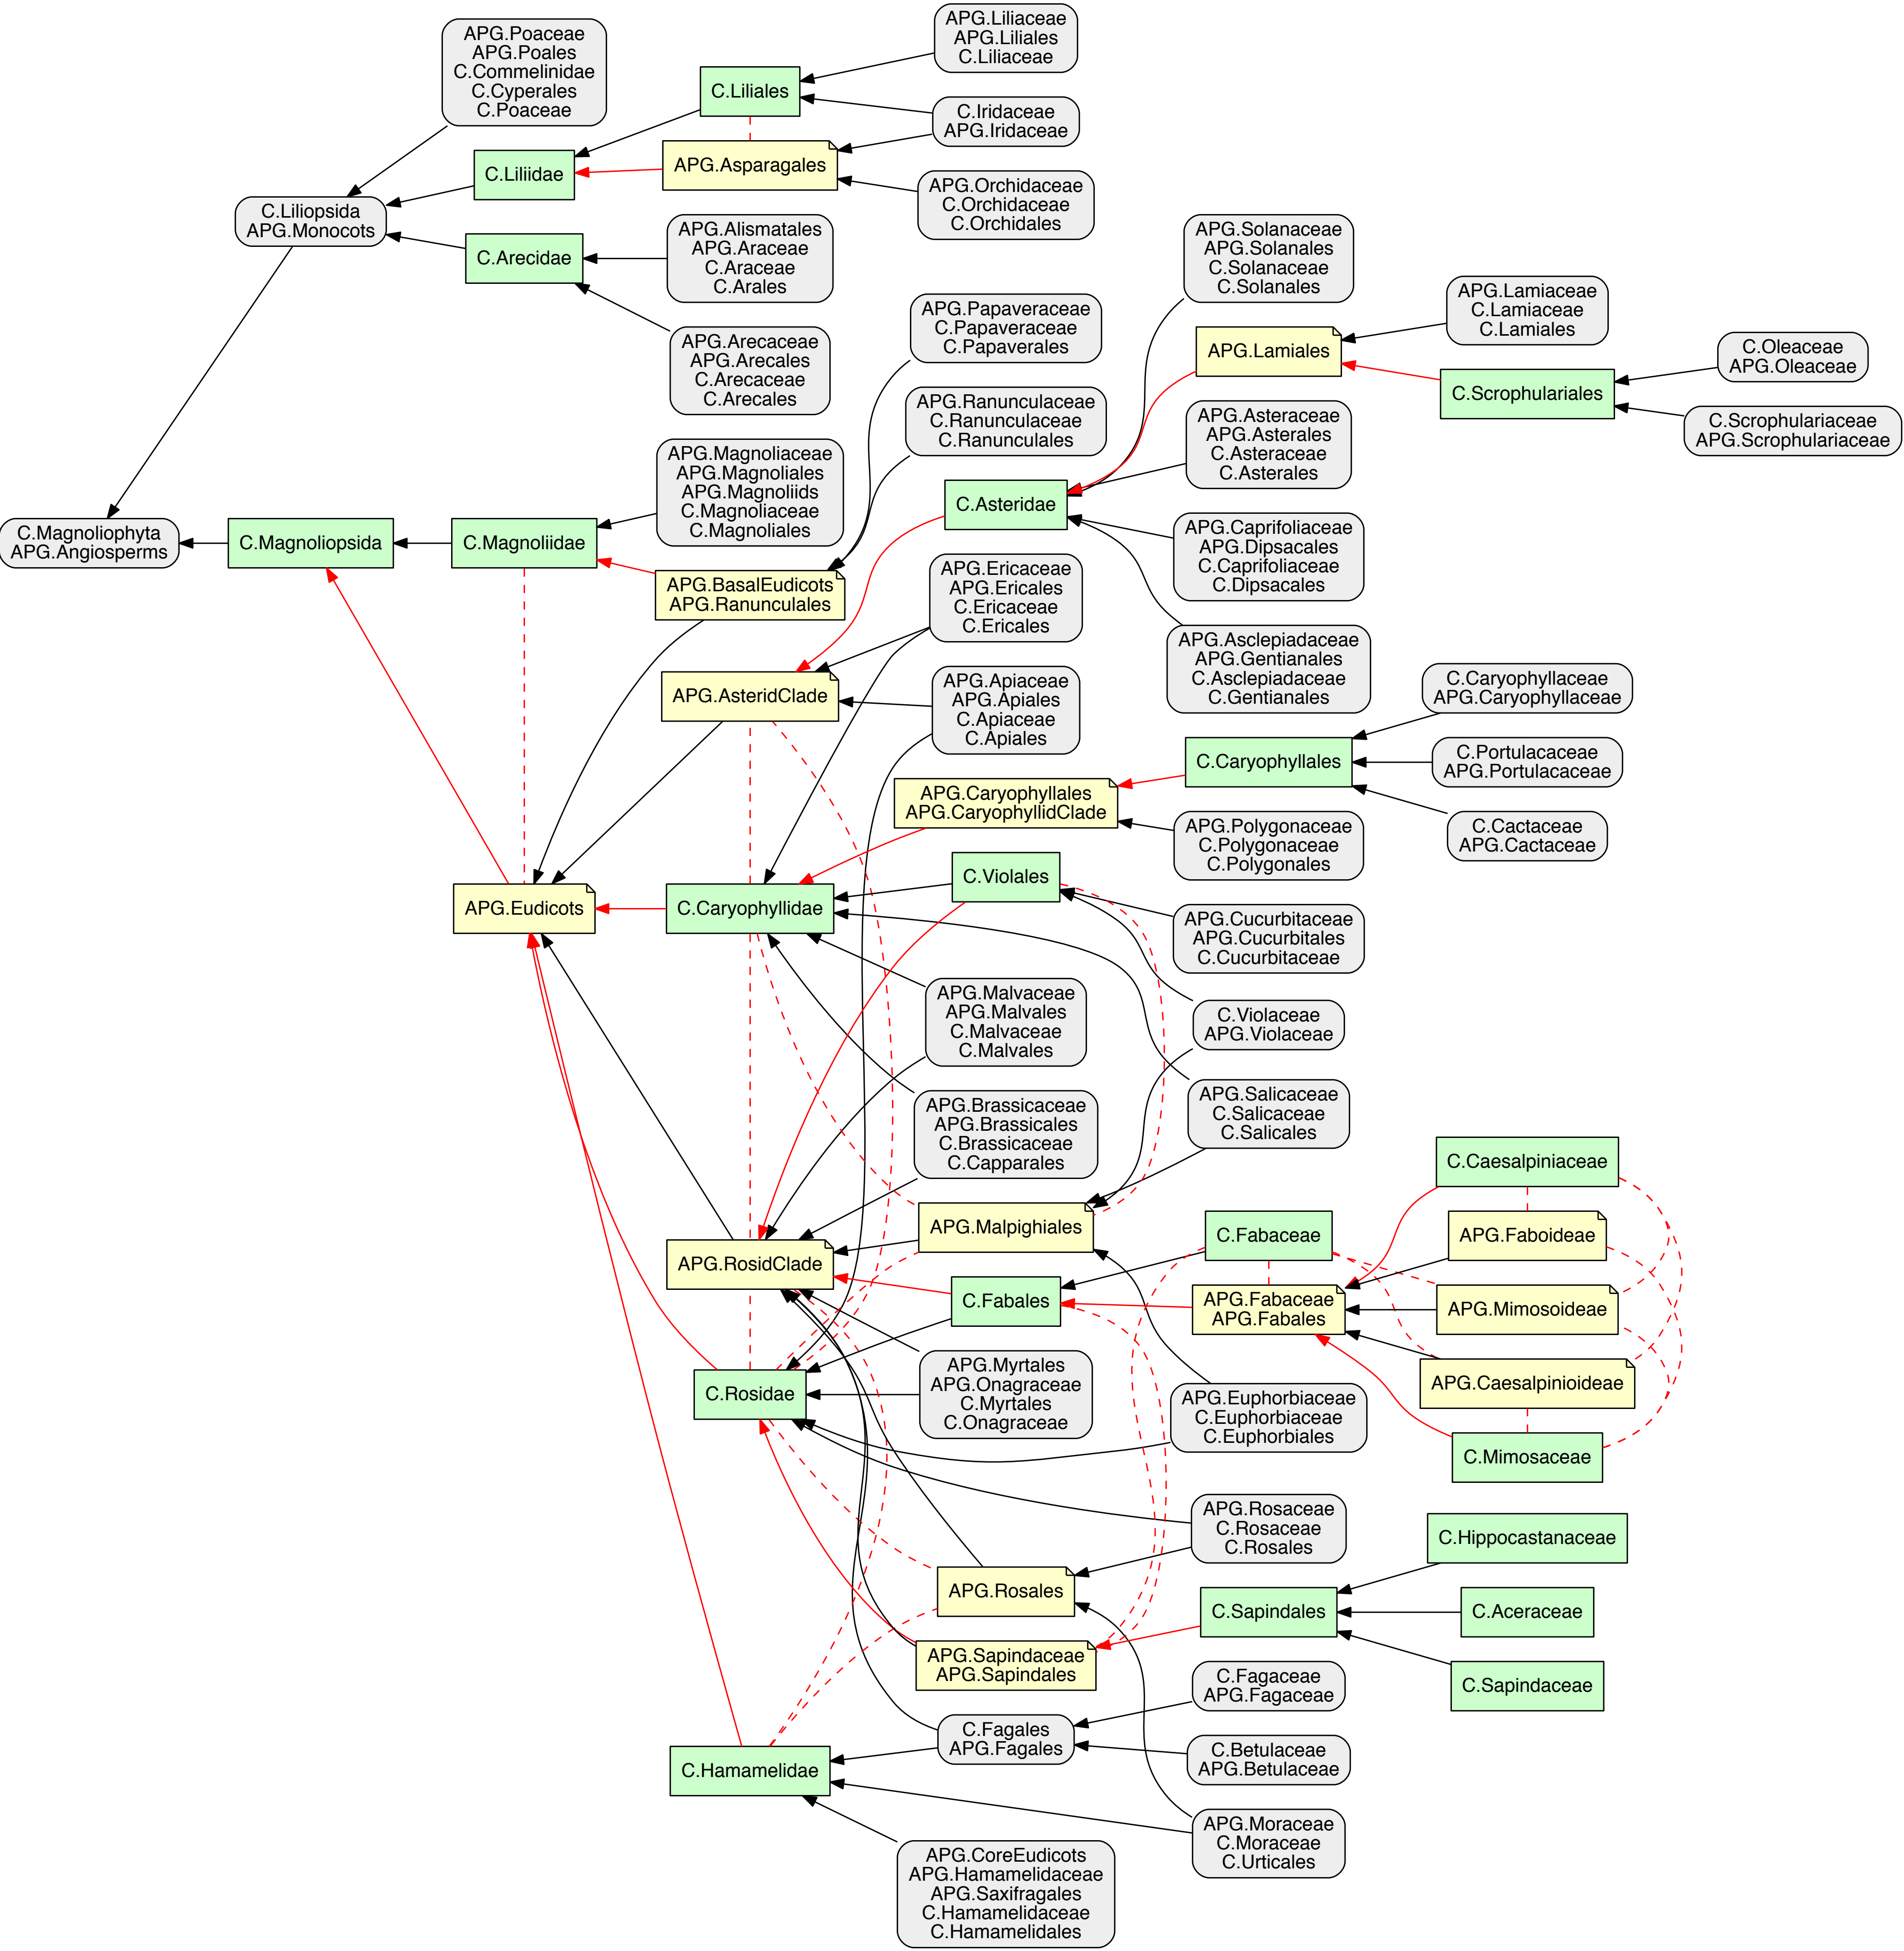 APG.Poaceae
APG.Poales
C.Commelinidae
C.Cyperales
C.Poaceae
C.Liliales
APG.Liliaceae
APG.Liliales
C.Liliaceae
C.Iridaceae
APG.Iridaceae
C.Liliidae
APG.Asparagales
APG.Orchidaceae
C.Orchidaceae
C.Orchidales
C.Liliopsida
APG.Monocots
C.Arecidae
APG.Alismatales
APG.Araceae
C.Araceae
C.Arales
APG.Arecaceae
APG.Arecales
C.Arecaceae
C.Arecales
APG.Papaveraceae
C.Papaveraceae
C.Papaverales
APG.Ranunculaceae
C.Ranunculaceae
C.Ranunculales
APG.Solanaceae
APG.Solanales
C.Solanaceae
C.Solanales
APG.Lamiaceae
C.Lamiaceae
C.Lamiales
APG.Lamiales
C.Scrophulariales
C.Oleaceae
APG.Oleaceae
C.Scrophulariaceae
APG.Scrophulariaceae
APG.Asteraceae
APG.Asterales
C.Asteraceae
C.Asterales
APG.Magnoliaceae
APG.Magnoliales
APG.Magnoliids
C.Magnoliaceae
C.Magnoliales
C.Asteridae
C.Magnoliophyta
APG.Angiosperms
C.Magnoliopsida
C.Magnoliidae
APG.BasalEudicots
APG.Ranunculales
APG.Caprifoliaceae
APG.Dipsacales
C.Caprifoliaceae
C.Dipsacales
APG.Ericaceae
APG.Ericales
C.Ericaceae
C.Ericales
APG.Asclepiadaceae
APG.Gentianales
C.Asclepiadaceae
C.Gentianales
APG.AsteridClade
APG.Apiaceae
APG.Apiales
C.Apiaceae
C.Apiales
C.Caryophyllaceae
APG.Caryophyllaceae
C.Caryophyllales
C.Portulacaceae
APG.Portulacaceae
APG.Caryophyllales
APG.CaryophyllidClade
APG.Polygonaceae
C.Polygonaceae
C.Polygonales
C.Cactaceae
APG.Cactaceae
APG.Eudicots
C.Caryophyllidae
C.Violales
APG.Cucurbitaceae
APG.Cucurbitales
C.Cucurbitaceae
APG.Malvaceae
APG.Malvales
C.Malvaceae
C.Malvales
C.Violaceae
APG.Violaceae
APG.Brassicaceae
APG.Brassicales
C.Brassicaceae
C.Capparales
APG.Salicaceae
C.Salicaceae
C.Salicales
C.Caesalpiniaceae
APG.Malpighiales
C.Fabaceae
APG.Faboideae
APG.RosidClade
C.Fabales
APG.Fabaceae
APG.Fabales
APG.Mimosoideae
C.Rosidae
APG.Myrtales
APG.Onagraceae
C.Myrtales
C.Onagraceae
APG.Euphorbiaceae
C.Euphorbiaceae
C.Euphorbiales
APG.Caesalpinioideae
C.Mimosaceae
APG.Rosaceae
C.Rosaceae
C.Rosales
C.Hippocastanaceae
APG.Rosales
C.Sapindales
C.Aceraceae
APG.Sapindaceae
APG.Sapindales
C.Fagaceae
APG.Fagaceae
C.Sapindaceae
C.Hamamelidae
C.Fagales
APG.Fagales
C.Betulaceae
APG.Betulaceae
APG.Moraceae
C.Moraceae
C.Urticales
APG.CoreEudicots
APG.Hamamelidaceae
APG.Saxifragales
C.Hamamelidaceae
C.Hamamelidales